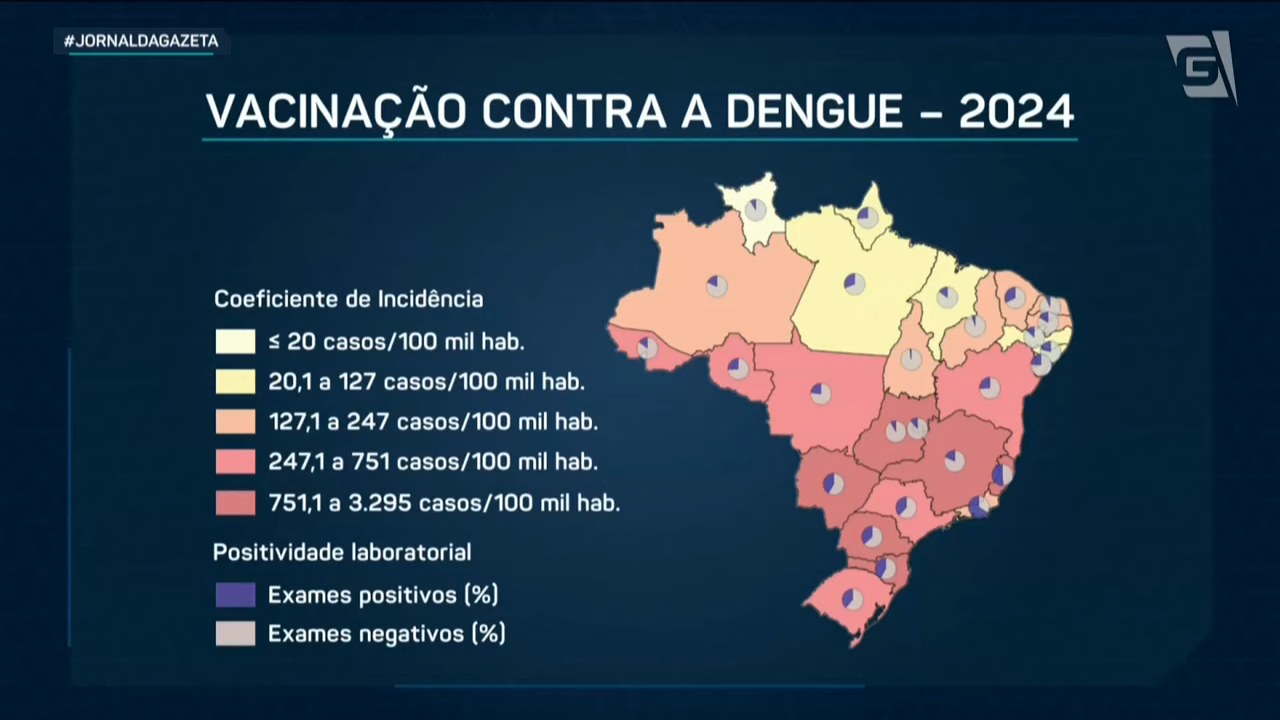 #JORNALDAGAZETA
G
VACINAÇÃO CONTRA A DENGUE – 2024
Coeficiente de Incidência
≤ 20 casos/100 mil hab.
20,1 a 127 casos/100 mil hab.
127,1 a 247 casos/100 mil hab.
247,1 a 751 casos/100 mil hab.
751,1 a 3.295 casos/100 mil hab.
Positividade laboratorial
Exames positivos (%)
Exames negativos (%)